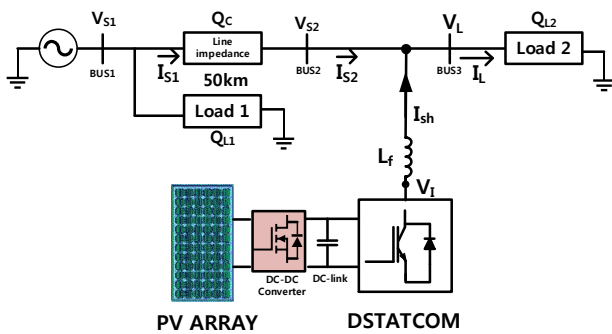 VS1
QC
VS2
VL
QL2
Line
impedance
Load 2
BUS1
IS1
BUS2
IS2
BUS3
IL
50km
Load 1
QL1
Ish
Lf
VI
DC-DC
Converter
DC-link
PV ARRAY
DSTATCOM